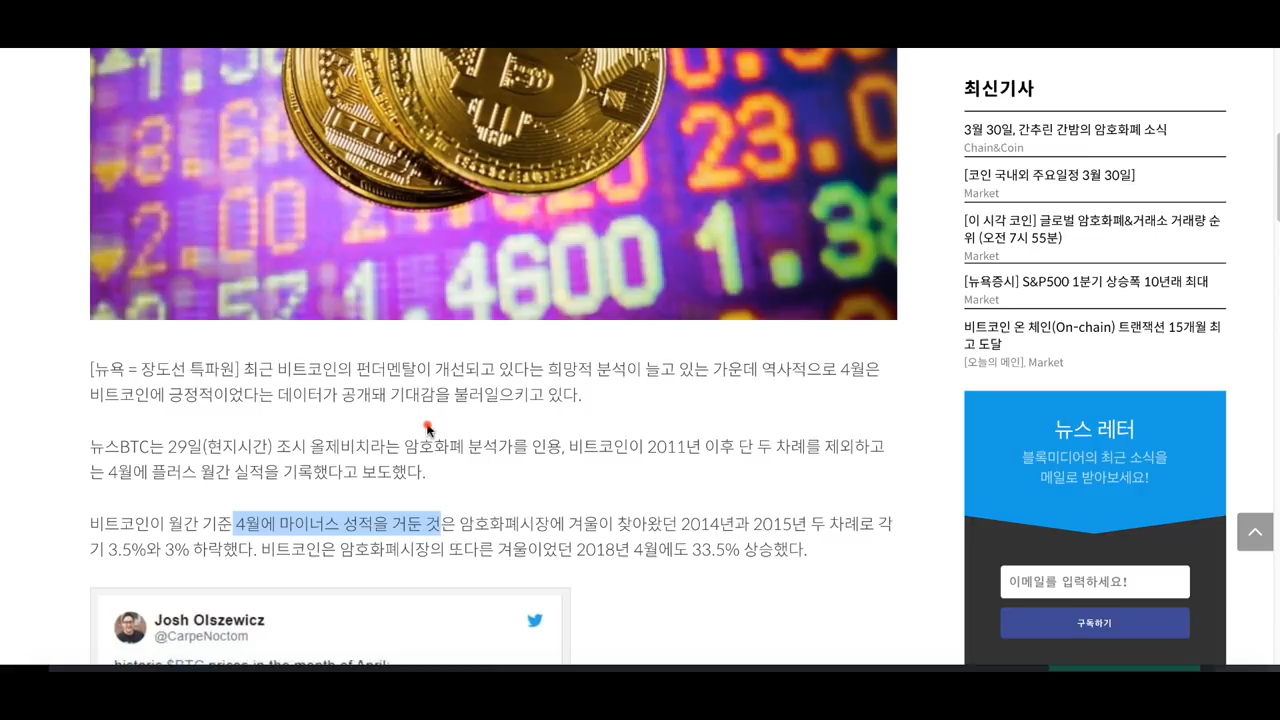 23.0
2.00
1.4600
1.38
[뉴욕 = 장도선 특파원] 최근 비트코인의 펀더멘탈이 개선되고 있다는 희망적 분석이 늘고 있는 가운데 역사적으로 4월은
비트코인에 긍정적이었다는 데이터가 공개돼 기대감을 불러일으키고 있다.
뉴스BTC는 29일(현지시간) 조시 올제비치라는 암호화폐 분석가를 인용, 비트코인이 2011년 이후 단 두 차례를 제외하고
는 4월에 플러스 월간 실적을 기록했다고 보도했다.
비트코인이 월간 기준 4월에 마이너스 성적을 거둔 것은 암호화폐시장에 겨울이 찾아왔던 2014년과 2015년 두 차례로 각
기 3.5%와 3% 하락했다. 비트코인은 암호화폐시장의 또다른 겨울이었던 2018년 4월에도 33.5% 상승했다.
Josh Olszewicz
@CarpeNoctom
historic $BTC prices in the month of April:
최신기사
3월 30일, 간추린 간밤의 암호화폐 소식
Chain&Coin
[코인 국내외 주요일정 3월 30일]
Market
[이 시각 코인] 글로벌 암호화폐&거래소 거래량 순
위 (오전 7시 55분)
Market
[뉴욕증시] S&P500 1분기 상승폭 10년래 최대
Market
비트코인 온 체인(On-chain) 트랜잭션 15개월 최
고 도달
[오늘의 메인], Market
뉴스 레터
블록미디어의 최근 소식을
메일로 받아보세요!
이메일를 입력하세요!
구독하기